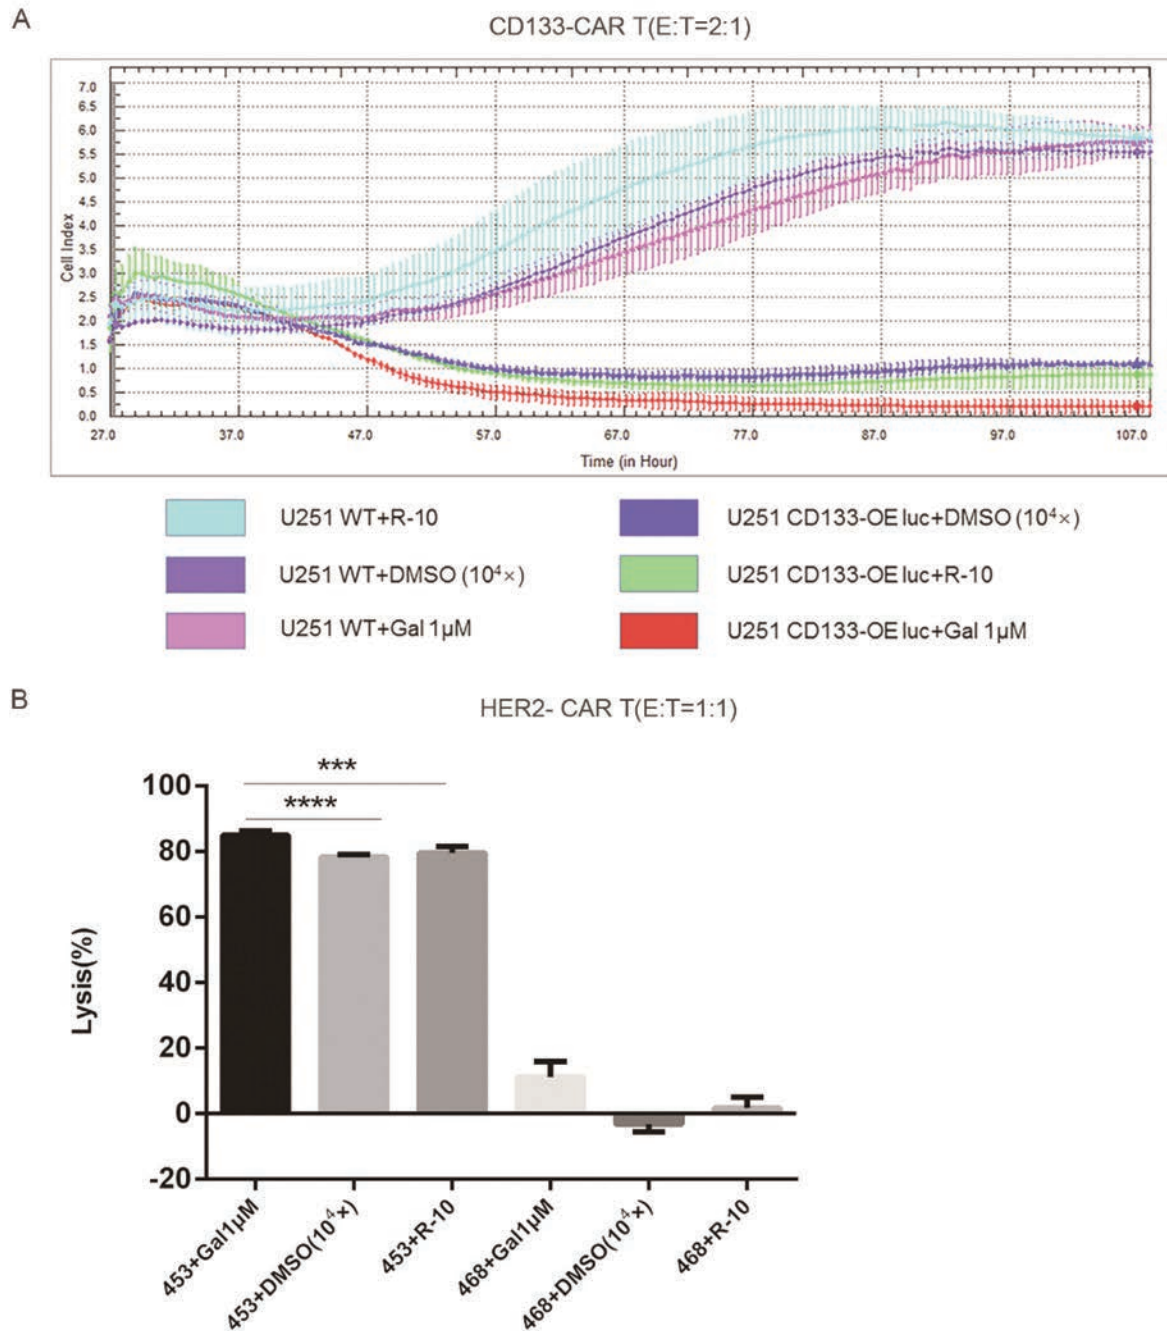 A
CD133-CAR T(E:T=2:1)
7.0
6.5
6.0
5.5
5.0
4.5
4.0
3.5
3.0
2.5
2.0
1.5
1.0
0.5
0.0
Cell Index
27.0 37.0 47.0 57.0 67.0 77.0 87.0 97.0 107.0
Time (in Hour)
U251 WT+R-10
U251 CD133-OE luc+DMSO (10⁴×)
U251 WT+DMSO (10⁴×)
U251 CD133-OE luc+R-10
U251 WT+Gal 1μM
U251 CD133-OE luc+Gal 1μM
B
HER2- CAR T(E:T=1:1)
***
****
100
80
60
40
20
0
-20
Lysis(%)
453+Gal1μM
453+DMSO(10⁴×)
453+R-10
468+Gal1μM
468+DMSO(10⁴×)
468+R-10